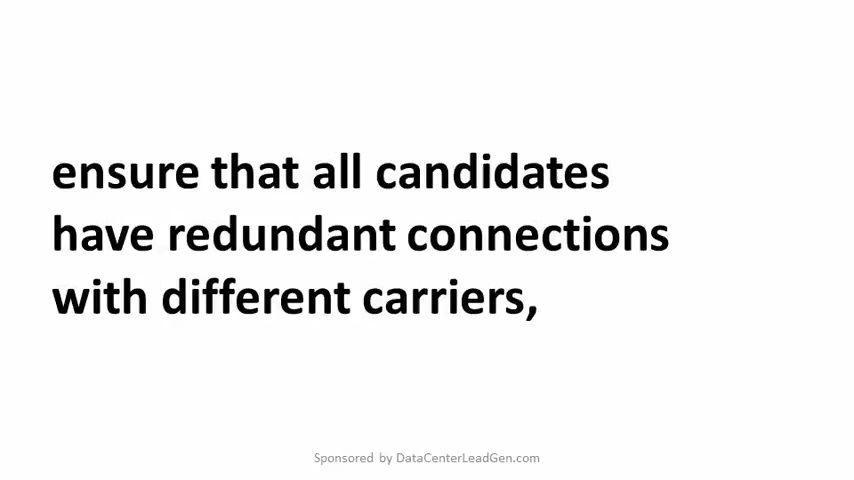 ensure that all candidates
have redundant connections
with different carriers,
Sponsored by DataCenterLeadGen.com